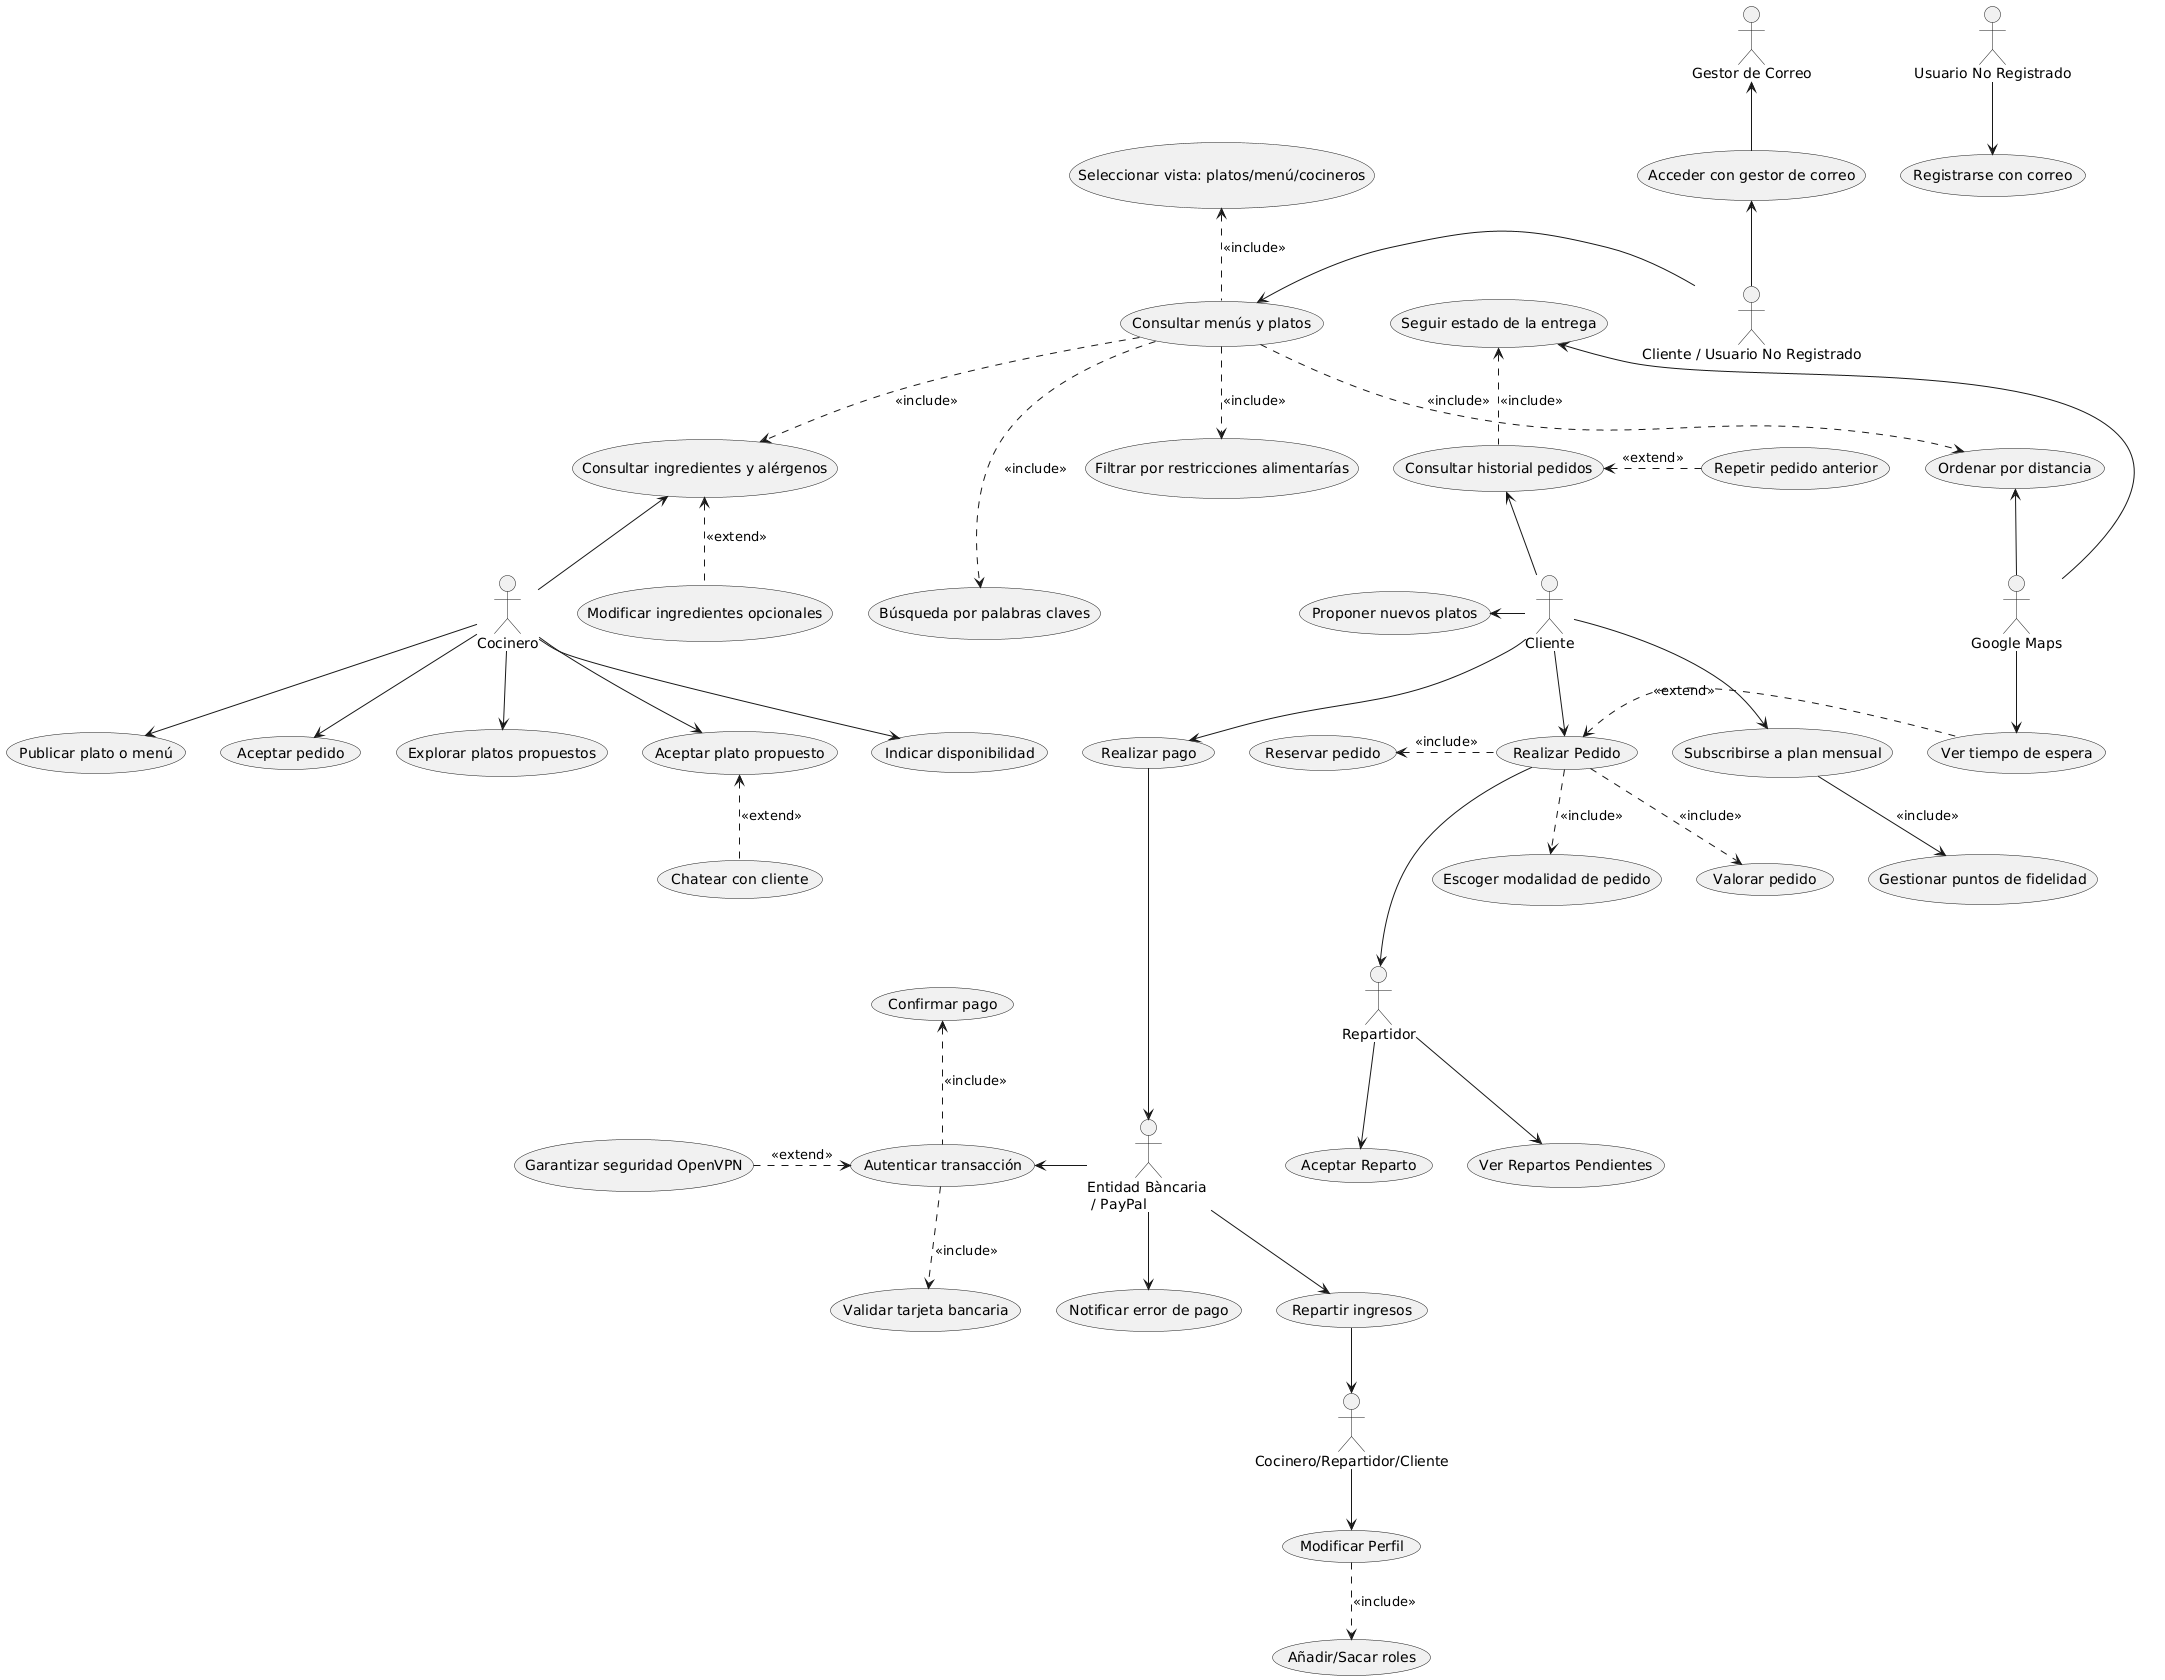 Gestor de Correo
Usuario No Registrado
Seleccionar vista: platos/menú/cocineros
Acceder con gestor de correo
Registrarse con correo
«include»
Consultar menús y platos
Seguir estado de la entrega
Cliente / Usuario No Registrado
«include»
«include»
«include»
«include»
«include»
«extend»
Consultar ingredientes y alérgenos
Filtrar por restricciones alimentarías
Consultar historial pedidos
Repetir pedido anterior
Ordenar por distancia
«extend»
Cocinero
Modificar ingredientes opcionales
Búsqueda por palabras claves
Proponer nuevos platos
Cliente
Google Maps
«extend»
Publicar plato o menú
Aceptar pedido
Explorar platos propuestos
Aceptar plato propuesto
Indicar disponibilidad
Realizar pago
Reservar pedido
«include»
Realizar Pedido
Subscribirse a plan mensual
Ver tiempo de espera
«extend»
«include»
«include»
«include»
Chatear con cliente
Escoger modalidad de pedido
Valorar pedido
Gestionar puntos de fidelidad
Confirmar pago
Repartidor
«include»
Garantizar seguridad OpenVPN
«extend»
Autenticar transacción
Entidad Bàncaria
/ PayPal
Aceptar Reparto
Ver Repartos Pendientes
«include»
Validar tarjeta bancaria
Notificar error de pago
Repartir ingresos
Cocinero/Repartidor/Cliente
Modificar Perfil
«include»
Añadir/Sacar roles